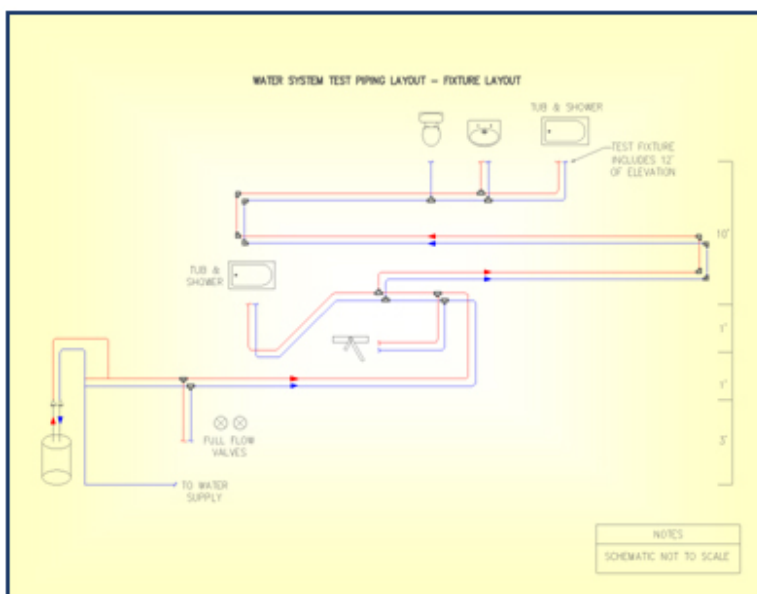 WATER SYSTEM TEST PIPING LAYOUT - FIXTURE LAYOUT
TUB & SHOWER
TEST FIXTURE
INCLUDES 12"
OF ELEVATION
10'
TUB &
SHOWER
1'
1'
FULL FLOW
VALVES
TO WATER
SUPPLY
NOTES
SCHEMATIC NOT TO SCALE